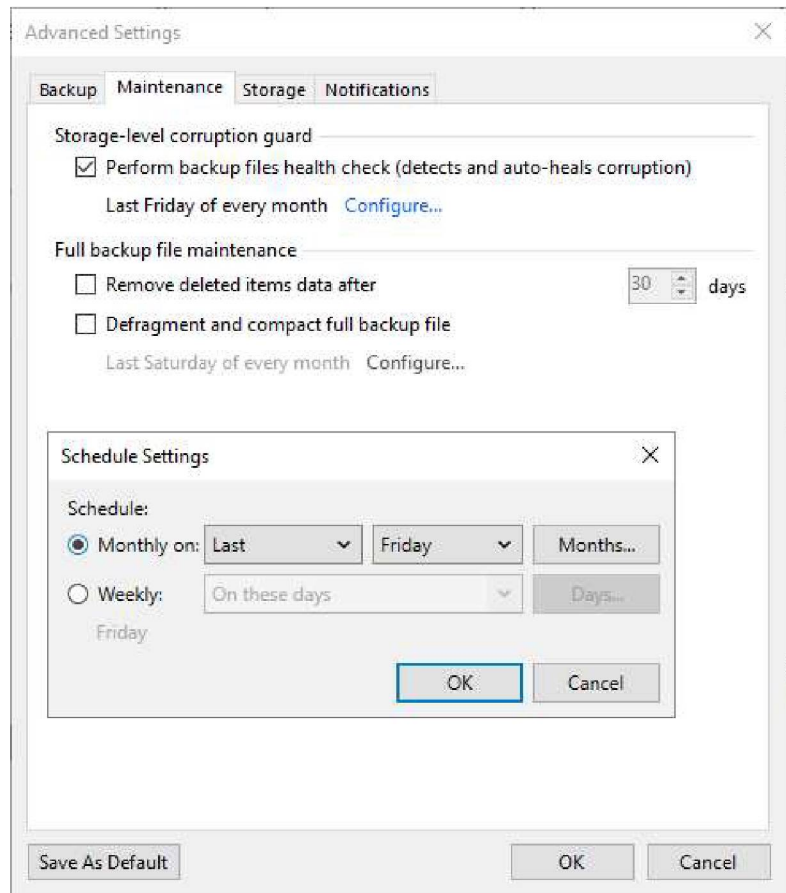 Advanced Settings
Backup Maintenance Storage Notifications
Storage-level corruption guard
Perform backup files health check (detects and auto-heals corruption)
Last Friday of every month Configure...
Full backup file maintenance
Remove deleted items data after 30 days
Defragment and compact full backup file
Last Saturday of every month Configure...
Schedule Settings
Schedule:
Monthly on: Last Friday Months...
Weekly: On these days Days...
Friday
OK Cancel
Save As Default OK Cancel